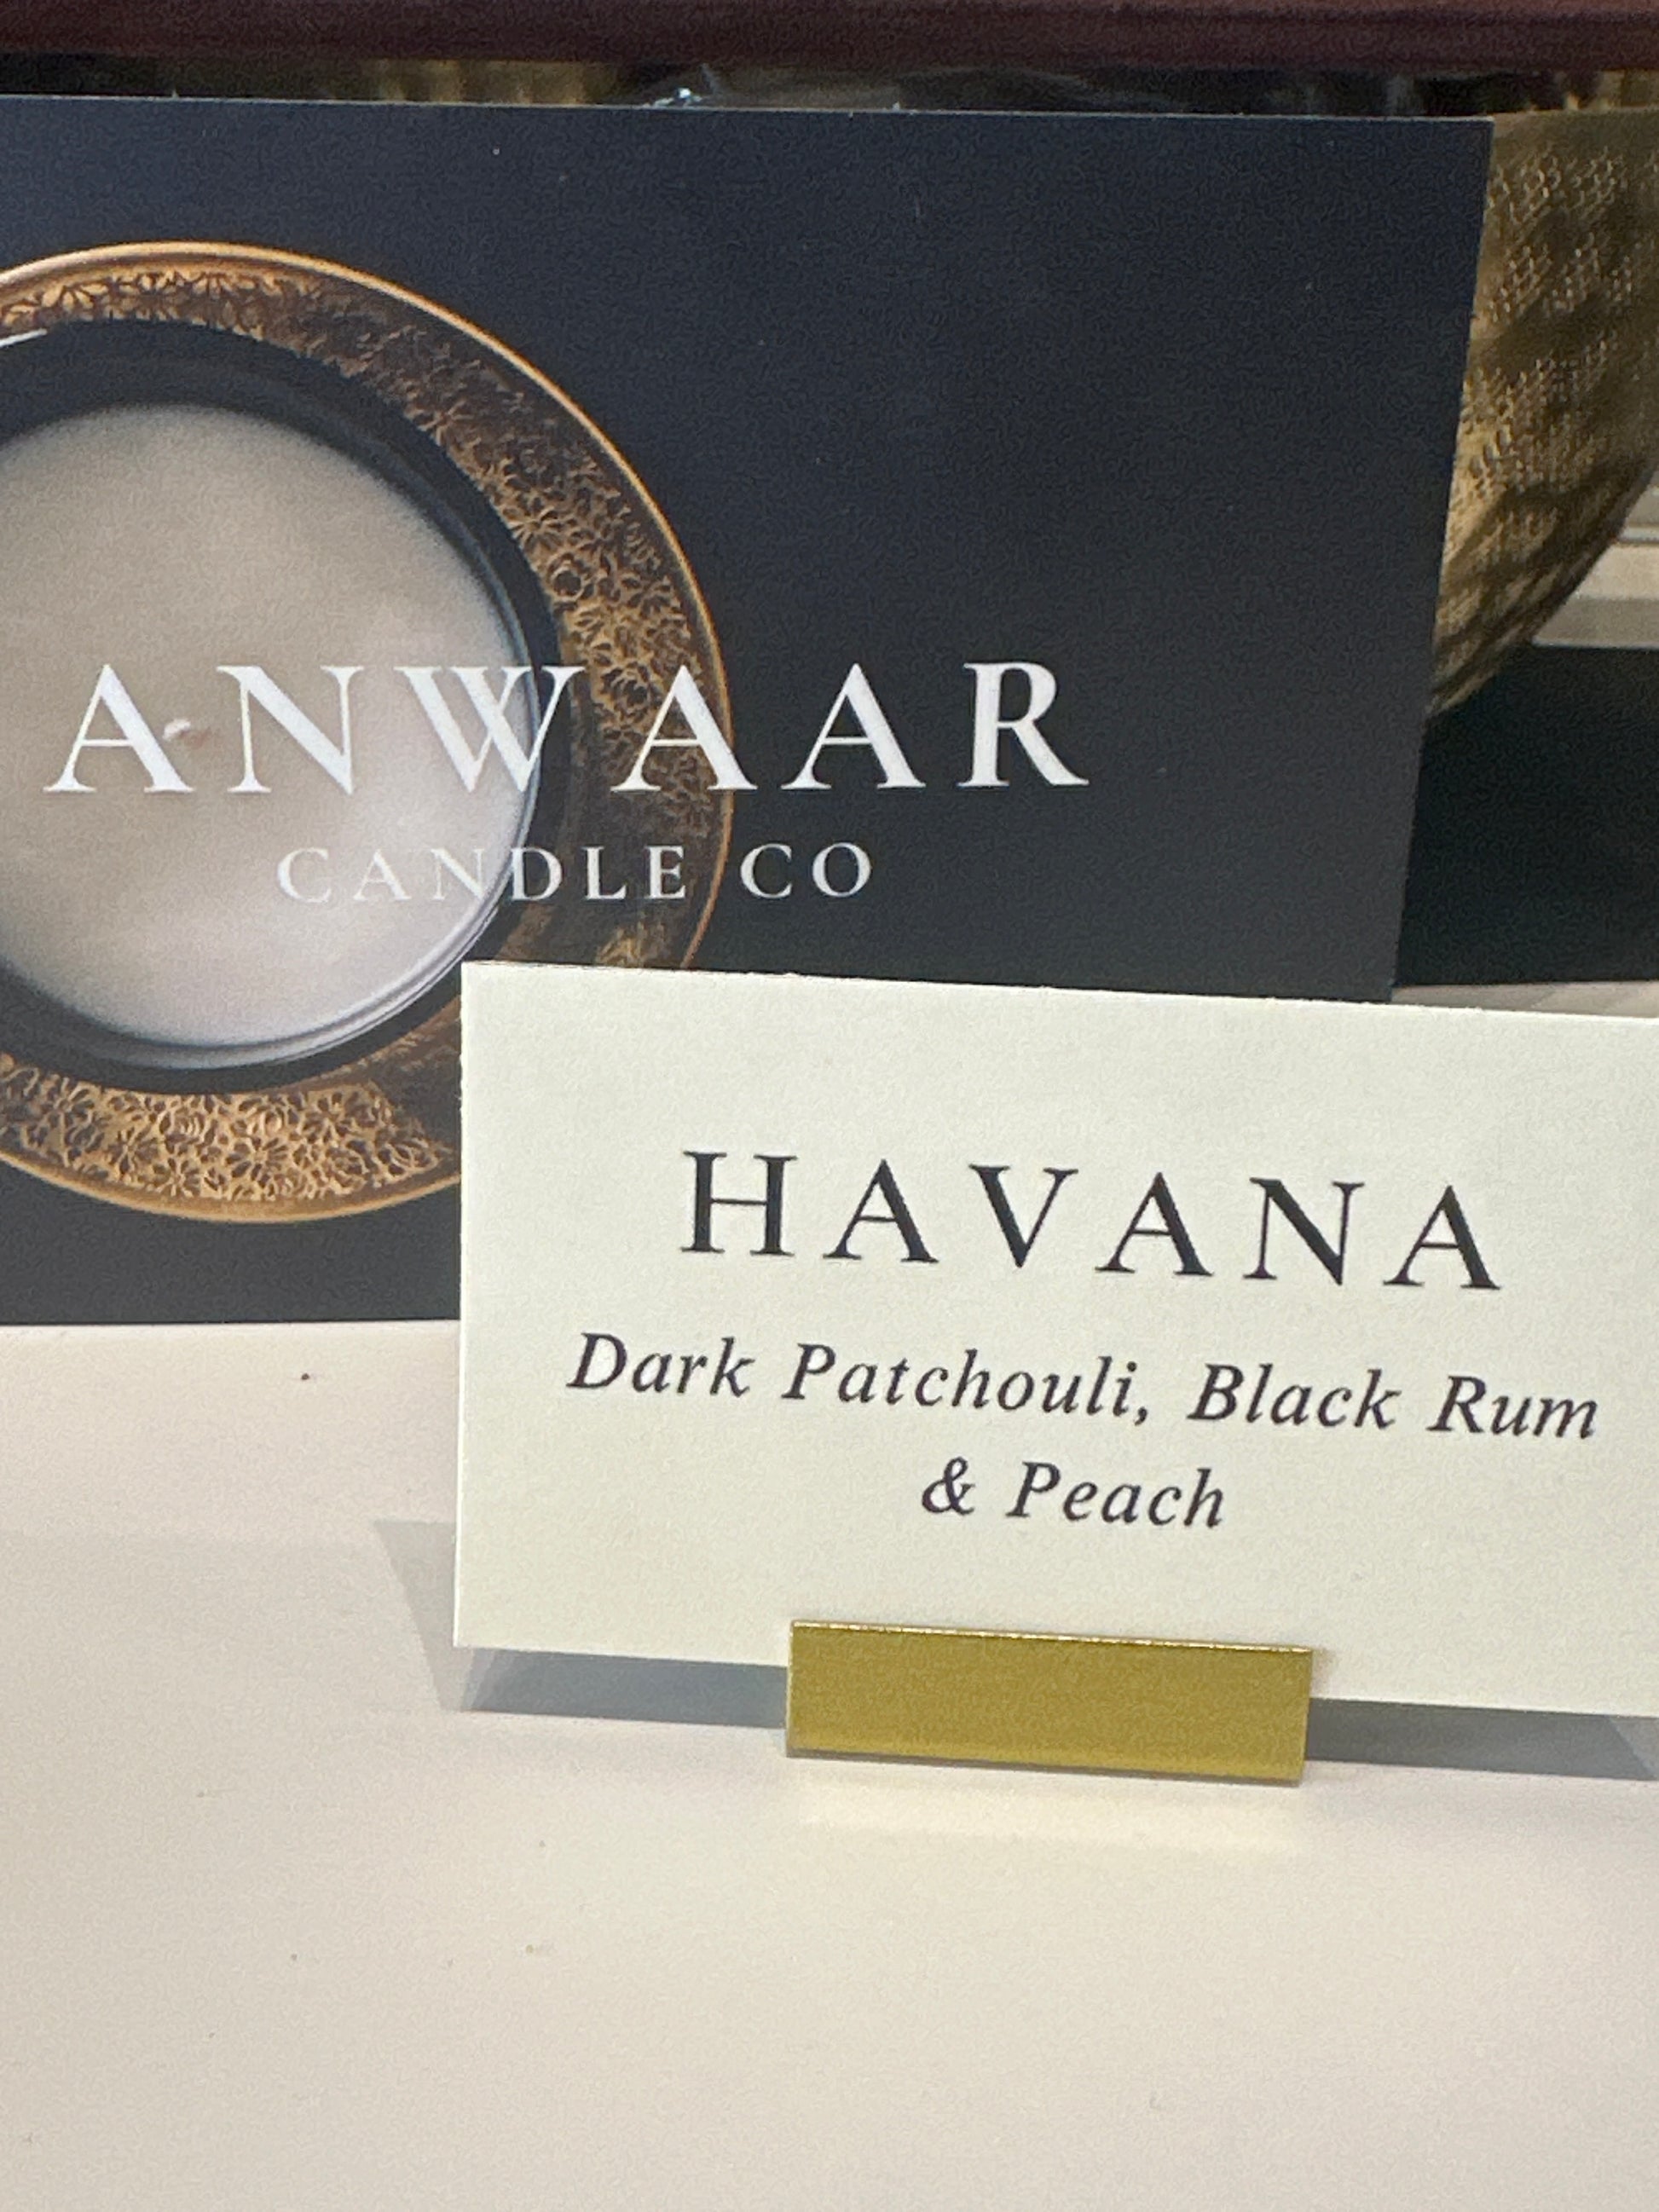 ANWAAR
CANDLE CO
HAVANA
Dark Patchouli, Black Rum
& Peach